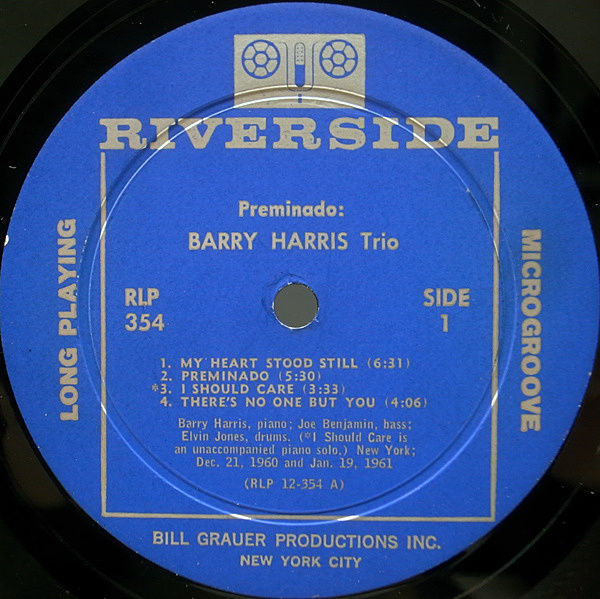 RIVERSIDE
Preminado:
BARRY HARRIS Trio
LONG PLAYING
MICROGROOVE
RLP
354
SIDE
1
1. MY HEART STOOD STILL (6:31)
2. PREMINADO (5:30)
*3. I SHOULD CARE (3:33)
4. THERE'S NO ONE BUT YOU (4:06)
Barry Harris, piano; Joe Benjamin, bass;
Elvin Jones, drums. (*I Should Care is
an unaccompanied piano solo.) New York;
Dec. 21, 1960 and Jan. 19, 1961
(RLP 12-354 A)
BILL GRAUER PRODUCTIONS INC.
NEW YORK CITY